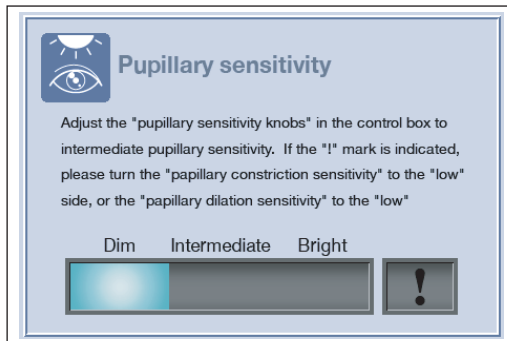 Pupillary sensitivity
Adjust the "pupillary sensitivity knobs" in the control box to
intermediate pupillary sensitivity. If the "!" mark is indicated,
please turn the "papillary constriction sensitivity" to the "low"
side, or the "papillary dilation sensitivity" to the "low"
Dim Intermediate Bright
!